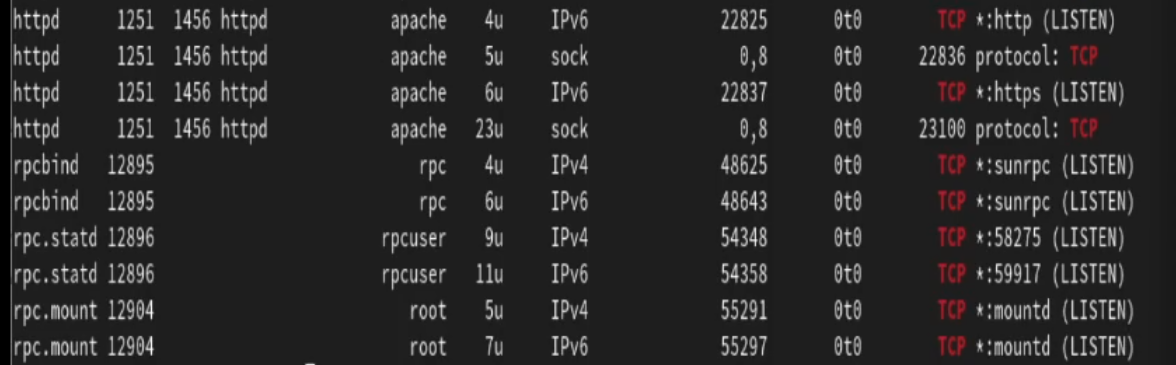 httpd 1251 1456 httpd apache 4u IPv6 22825 0t0 TCP *:http (LISTEN)
httpd 1251 1456 httpd apache 5u sock 0,8 22836 protocol: TCP
httpd 1251 1456 httpd apache 6u IPv6 22837 0t0 TCP *:https (LISTEN)
httpd 1251 1456 httpd apache 23u sock 0,8 23100 protocol: TCP
rpcbind 12895 rpc 4u IPv4 48625 0t0 TCP *:sunrpc (LISTEN)
rpcbind 12895 rpc 6u IPv6 48643 0t0 TCP *:sunrpc (LISTEN)
rpc.statd 12896 rpcuser 9u IPv4 54348 0t0 TCP *:58275 (LISTEN)
rpc.statd 12896 rpcuser 11u IPv6 54358 0t0 TCP *:59917 (LISTEN)
rpc.mount 12904 root 5u IPv4 55291 0t0 TCP *:mountd (LISTEN)
rpc.mount 12904 root 7u IPv6 55297 0t0 TCP *:mountd (LISTEN)